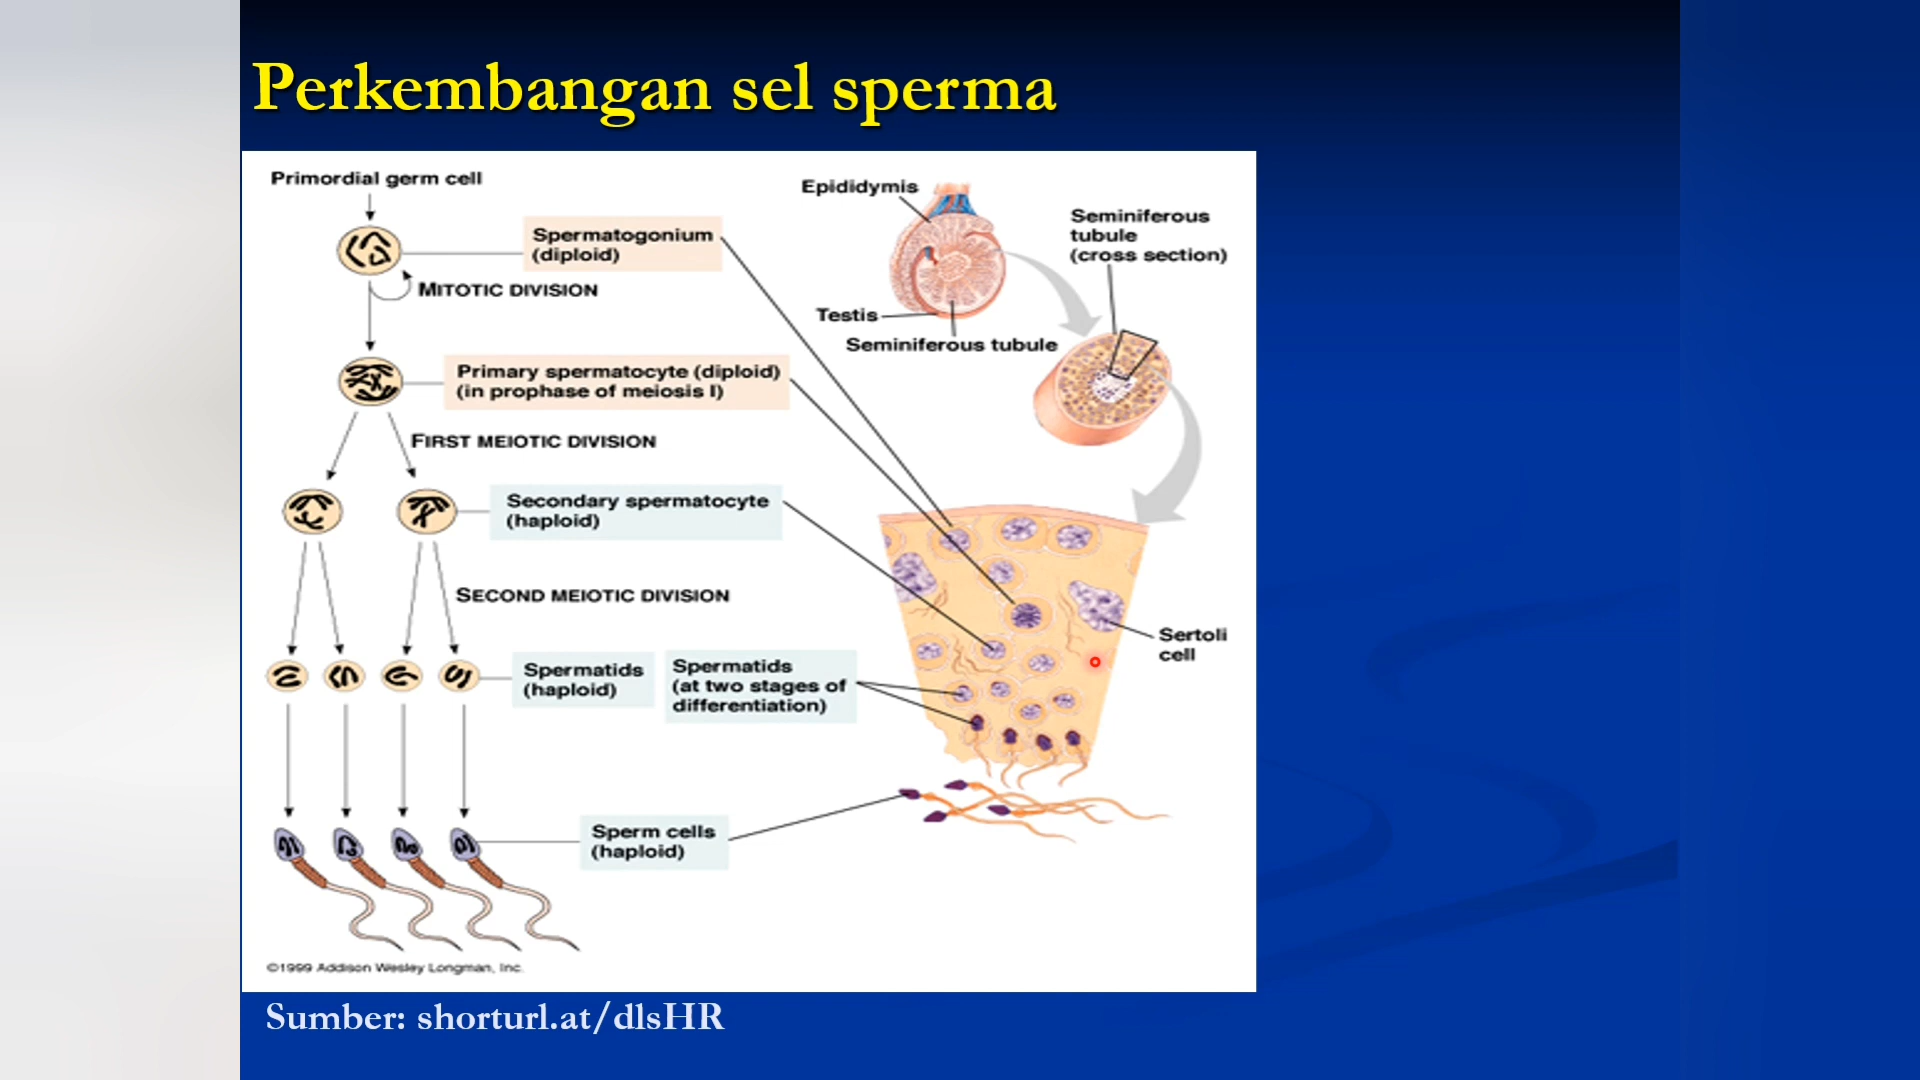 Perkembangan sel sperma
Primordial germ cell
Spermatogonium
(diploid)
MITOTIC DIVISION
Primary spermatocyte (diploid)
(in prophase of meiosis I)
FIRST MEIOTIC DIVISION
Secondary spermatocyte
(haploid)
SECOND MEIOTIC DIVISION
Spermatids
(haploid)
Spermatids
(at two stages of
differentiation)
Sperm cells
(haploid)
Epididymis
Testis
Seminiferous tubule
Seminiferous
tubule
(cross section)
Sertoli
cell
©1999 Addison Wesley Longman, Inc.
Sumber: shorturl.at/dlsHR